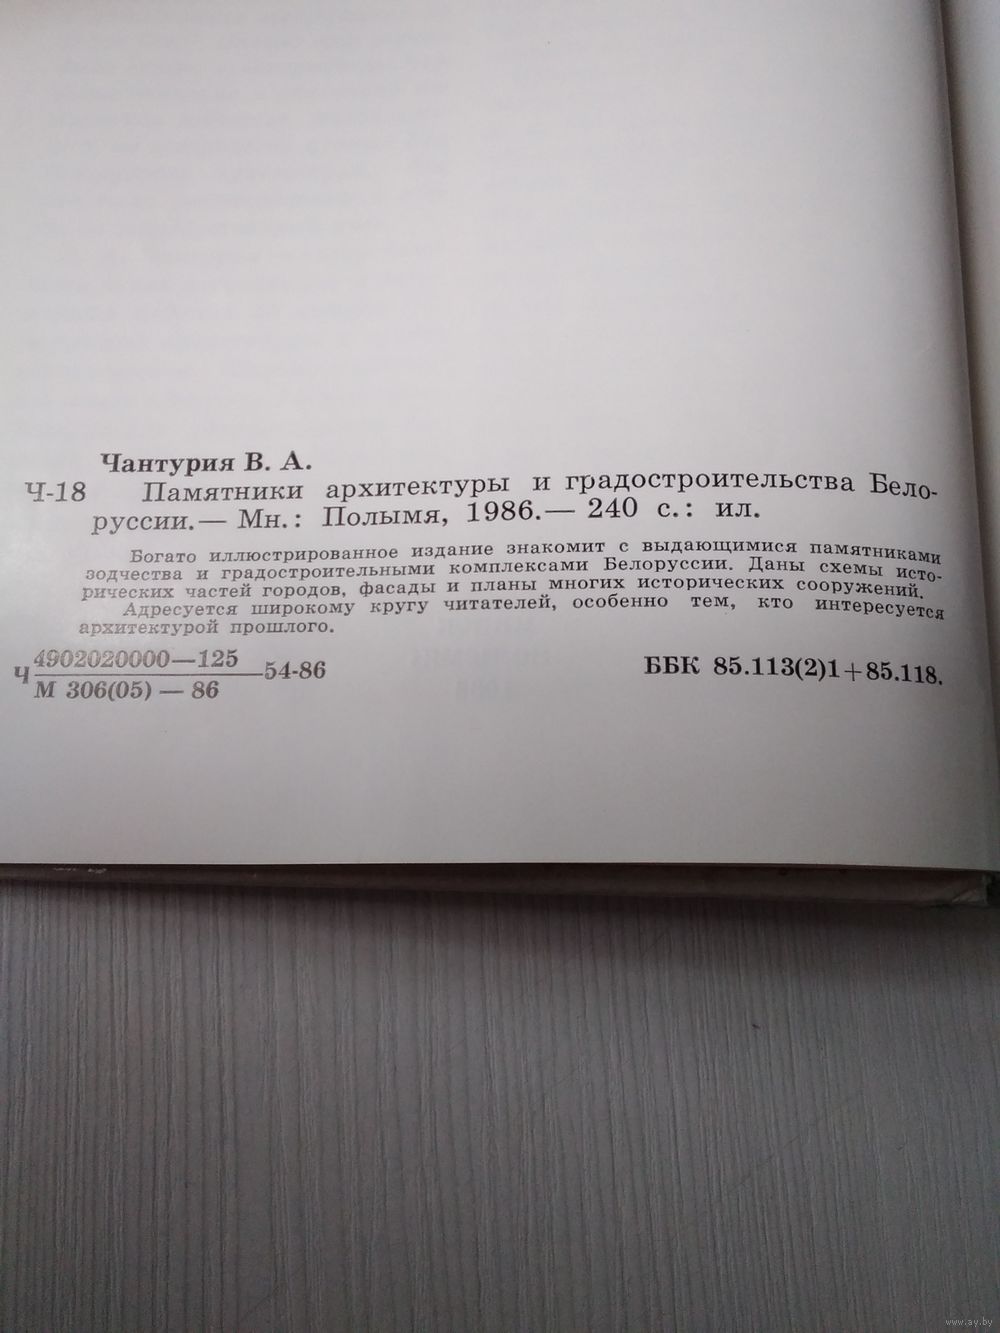 Чантурия В. А.
Ч-18 Памятники архитектуры и градостроительства Бело-
руссии.— Мн.: Полымя, 1986.— 240 с.: ил.
Богато иллюстрированное издание знакомит с выдающимися памятниками
зодчества и градостроительными комплексами Белоруссии. Даны схемы исто-
рических частей городов, фасады и планы многих исторических сооружений.
Адресуется широкому кругу читателей, особенно тем, кто интересуется
архитектурой прошлого.
4902020000—125
Ч 54-86
М 306(05) — 86
ББК 85.113(2)1+85.118.
www.ay.by